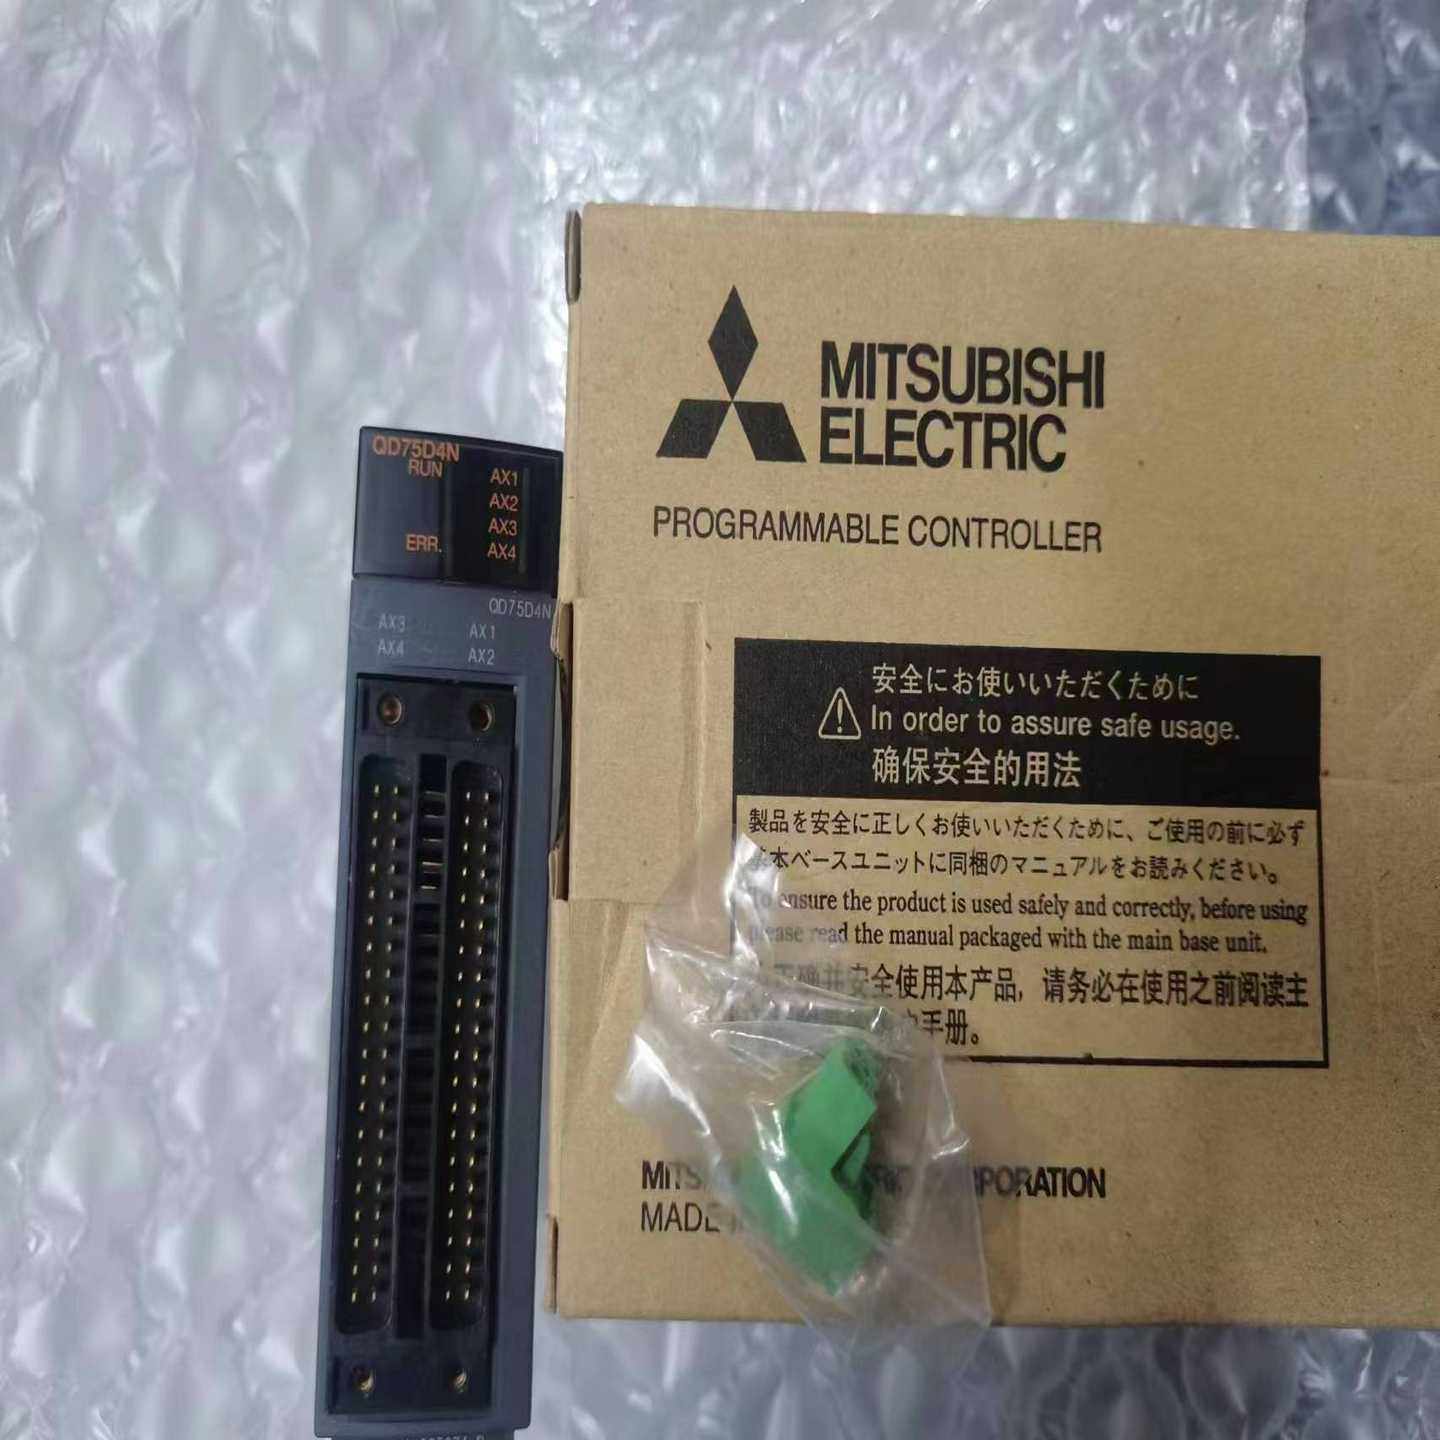 QD75D4N
RUN
AX1
AX2
AX3
ERR.
AX4
QD75D4N
AX3
AX1
AX4
AX2
MITSUBISHI
ELECTRIC
PROGRAMMABLE CONTROLLER
安全にお使いいただくために
In order to assure safe usage.
确保安全的用法
製品を安全に正しくお使いいただくために、ご使用の前に必ず
本ベースユニットに同梱のマニュアルをお読みください。
To ensure the product is used safely and correctly, before using
please read the manual packaged with the main base unit.
正确并安全使用本产品，请务必在使用之前阅读主
手册。
CORPORATION
MADE